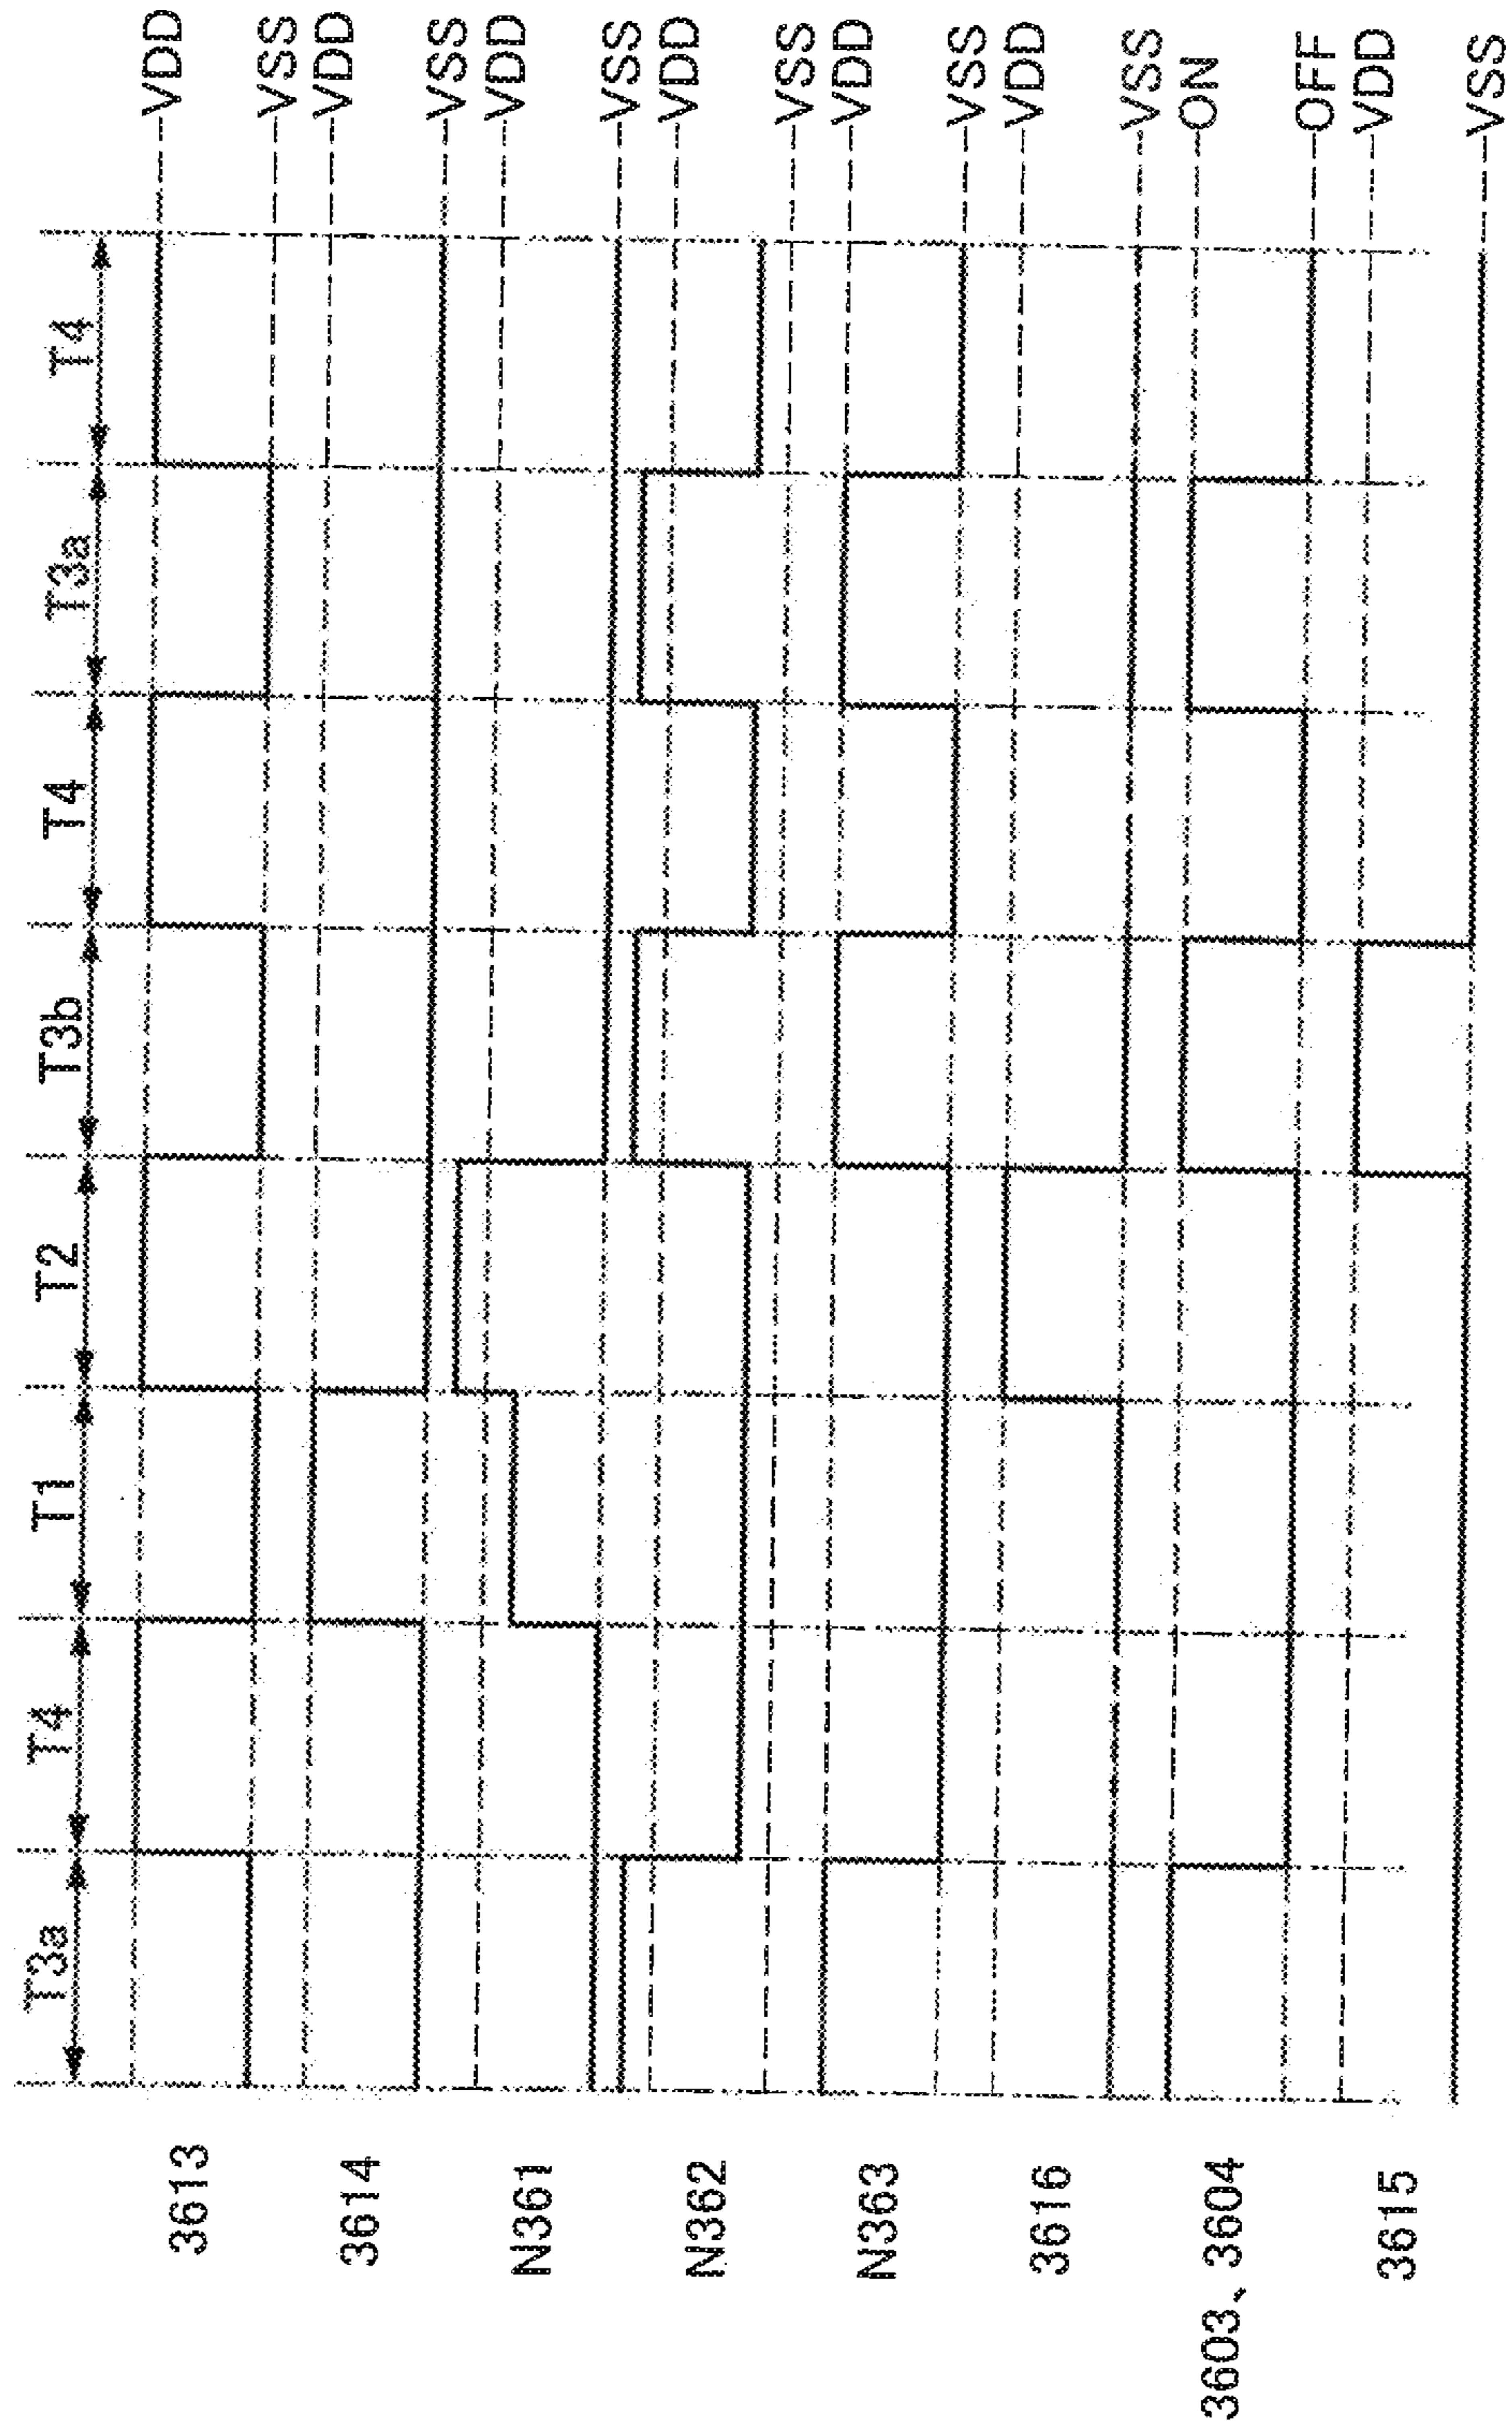 T3a T4 T1 T2 T3b T4 T3a T4
3613 VDD
VSS
3614 VDD
VSS
N361 VDD
VSS
N362 VDD
VSS
N363 VDD
VSS
3616 VDD
VSS
3603、3604 ON
OFF
3615 VDD
VSS